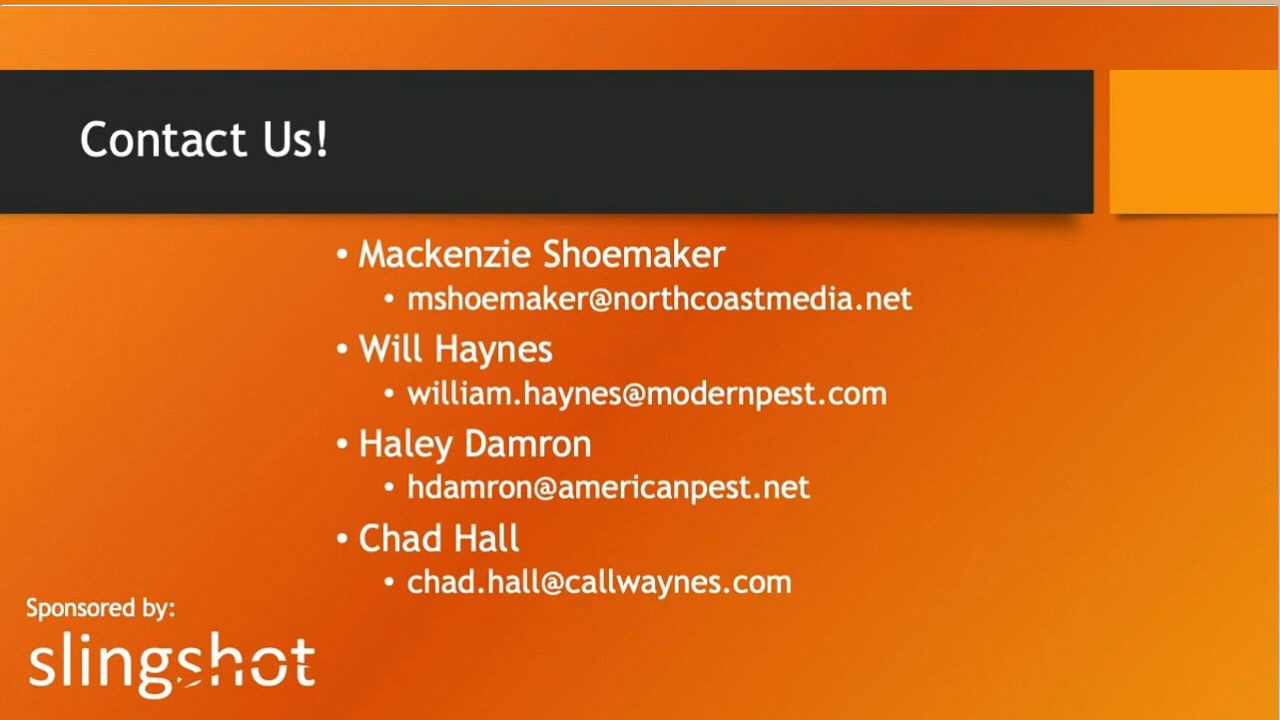 Contact Us!
• Mackenzie Shoemaker
• mshoemaker@northcoastmedia.net
• Will Haynes
• william.haynes@modernpest.com
• Haley Damron
• hdamron@americanpest.net
• Chad Hall
• chad.hall@callwaynes.com
Sponsored by:
slingshot